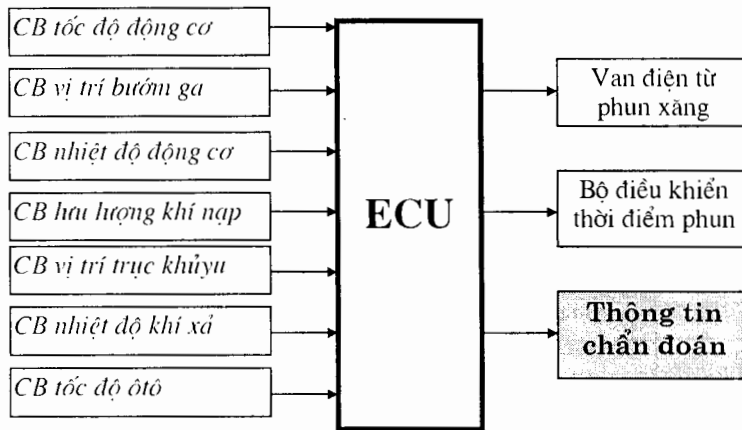 CB tốc độ động cơ
CB vị trí bướm ga
CB nhiệt độ động cơ
CB lưu lượng khí nạp
CB vị trí trục khủyu
CB nhiệt độ khí xả
CB tốc độ ôtô
ECU
Van điện từ
phun xăng
Bộ điều khiển
thời điểm phun
Thông tin
chẩn đoán